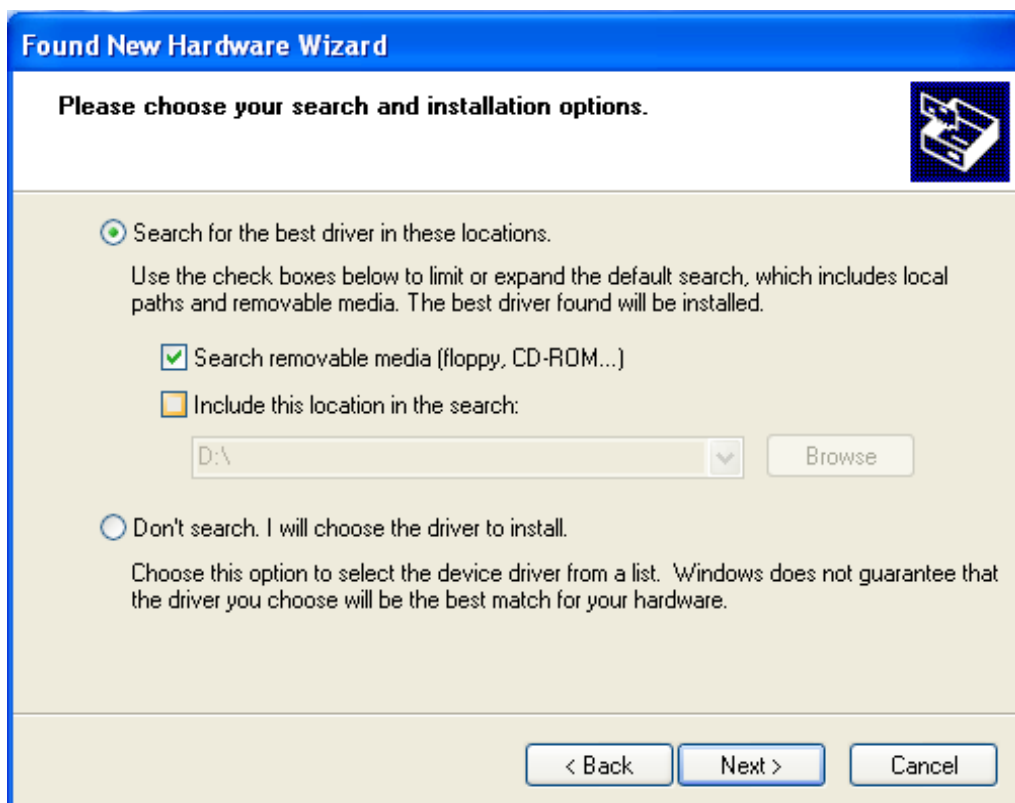 Found New Hardware Wizard
Please choose your search and installation options.
Search for the best driver in these locations.
Use the check boxes below to limit or expand the default search, which includes local
paths and removable media. The best driver found will be installed.
Search removable media (floppy, CD-ROM...)
Include this location in the search:
D:\
Browse
Don't search. I will choose the driver to install.
Choose this option to select the device driver from a list.  Windows does not guarantee that
the driver you choose will be the best match for your hardware.
< Back
Next >
Cancel